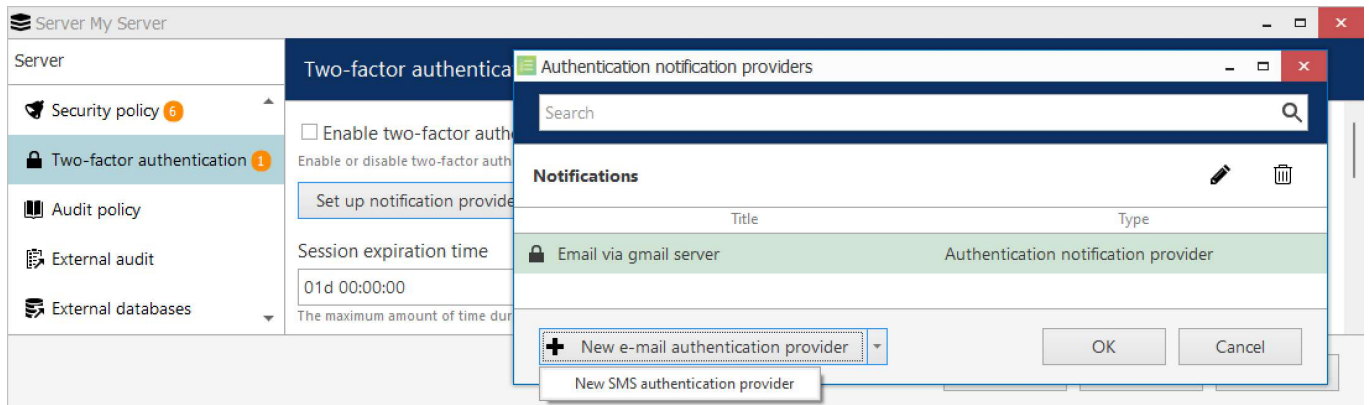 Server My Server
Server
Security policy 6
Two-factor authentication 1
Audit policy
External audit
External databases
Two-factor authentica
Enable two-factor auth
Enable or disable two-factor auth
Set up notification provide
Session expiration time
01d 00:00:00
The maximum amount of time dur
Authentication notification providers
Search
Notifications
Title Type
Email via gmail server Authentication notification provider
New e-mail authentication provider OK Cancel
New SMS authentication provider